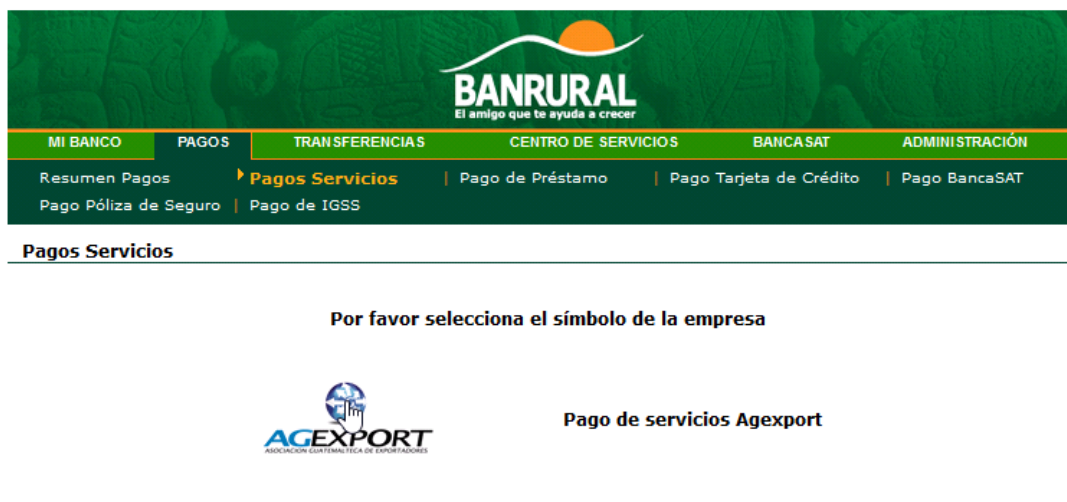 BANRURAL
El amigo que te ayuda a crecer
MI BANCO PAGOS TRANSFERENCIAS CENTRO DE SERVICIOS BANCASAT ADMINISTRACIÓN
Resumen Pagos Pagos Servicios | Pago de Préstamo | Pago Tarjeta de Crédito | Pago BancaSAT
Pago Póliza de Seguro | Pago de IGSS
Pagos Servicios
Por favor selecciona el símbolo de la empresa
AGEXPORT
ASOCIACION GUATEMALTECA DE EXPORTADORES
Pago de servicios Agexport